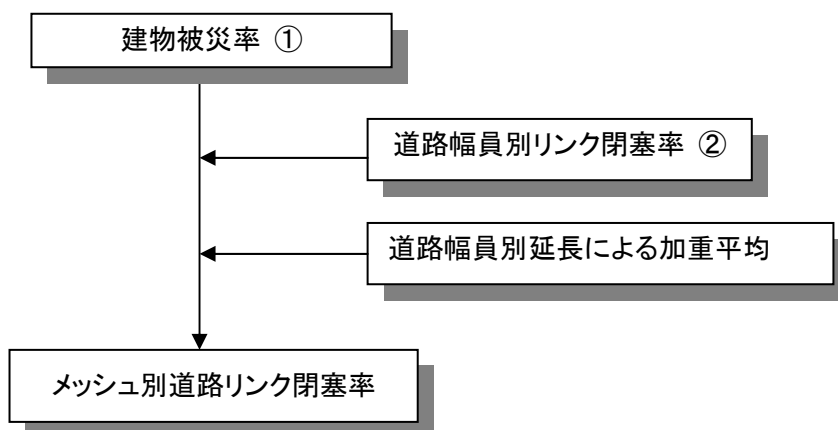 建物被災率 ①
道路幅員別リンク閉塞率 ②
道路幅員別延長による加重平均
メッシュ別道路リンク閉塞率